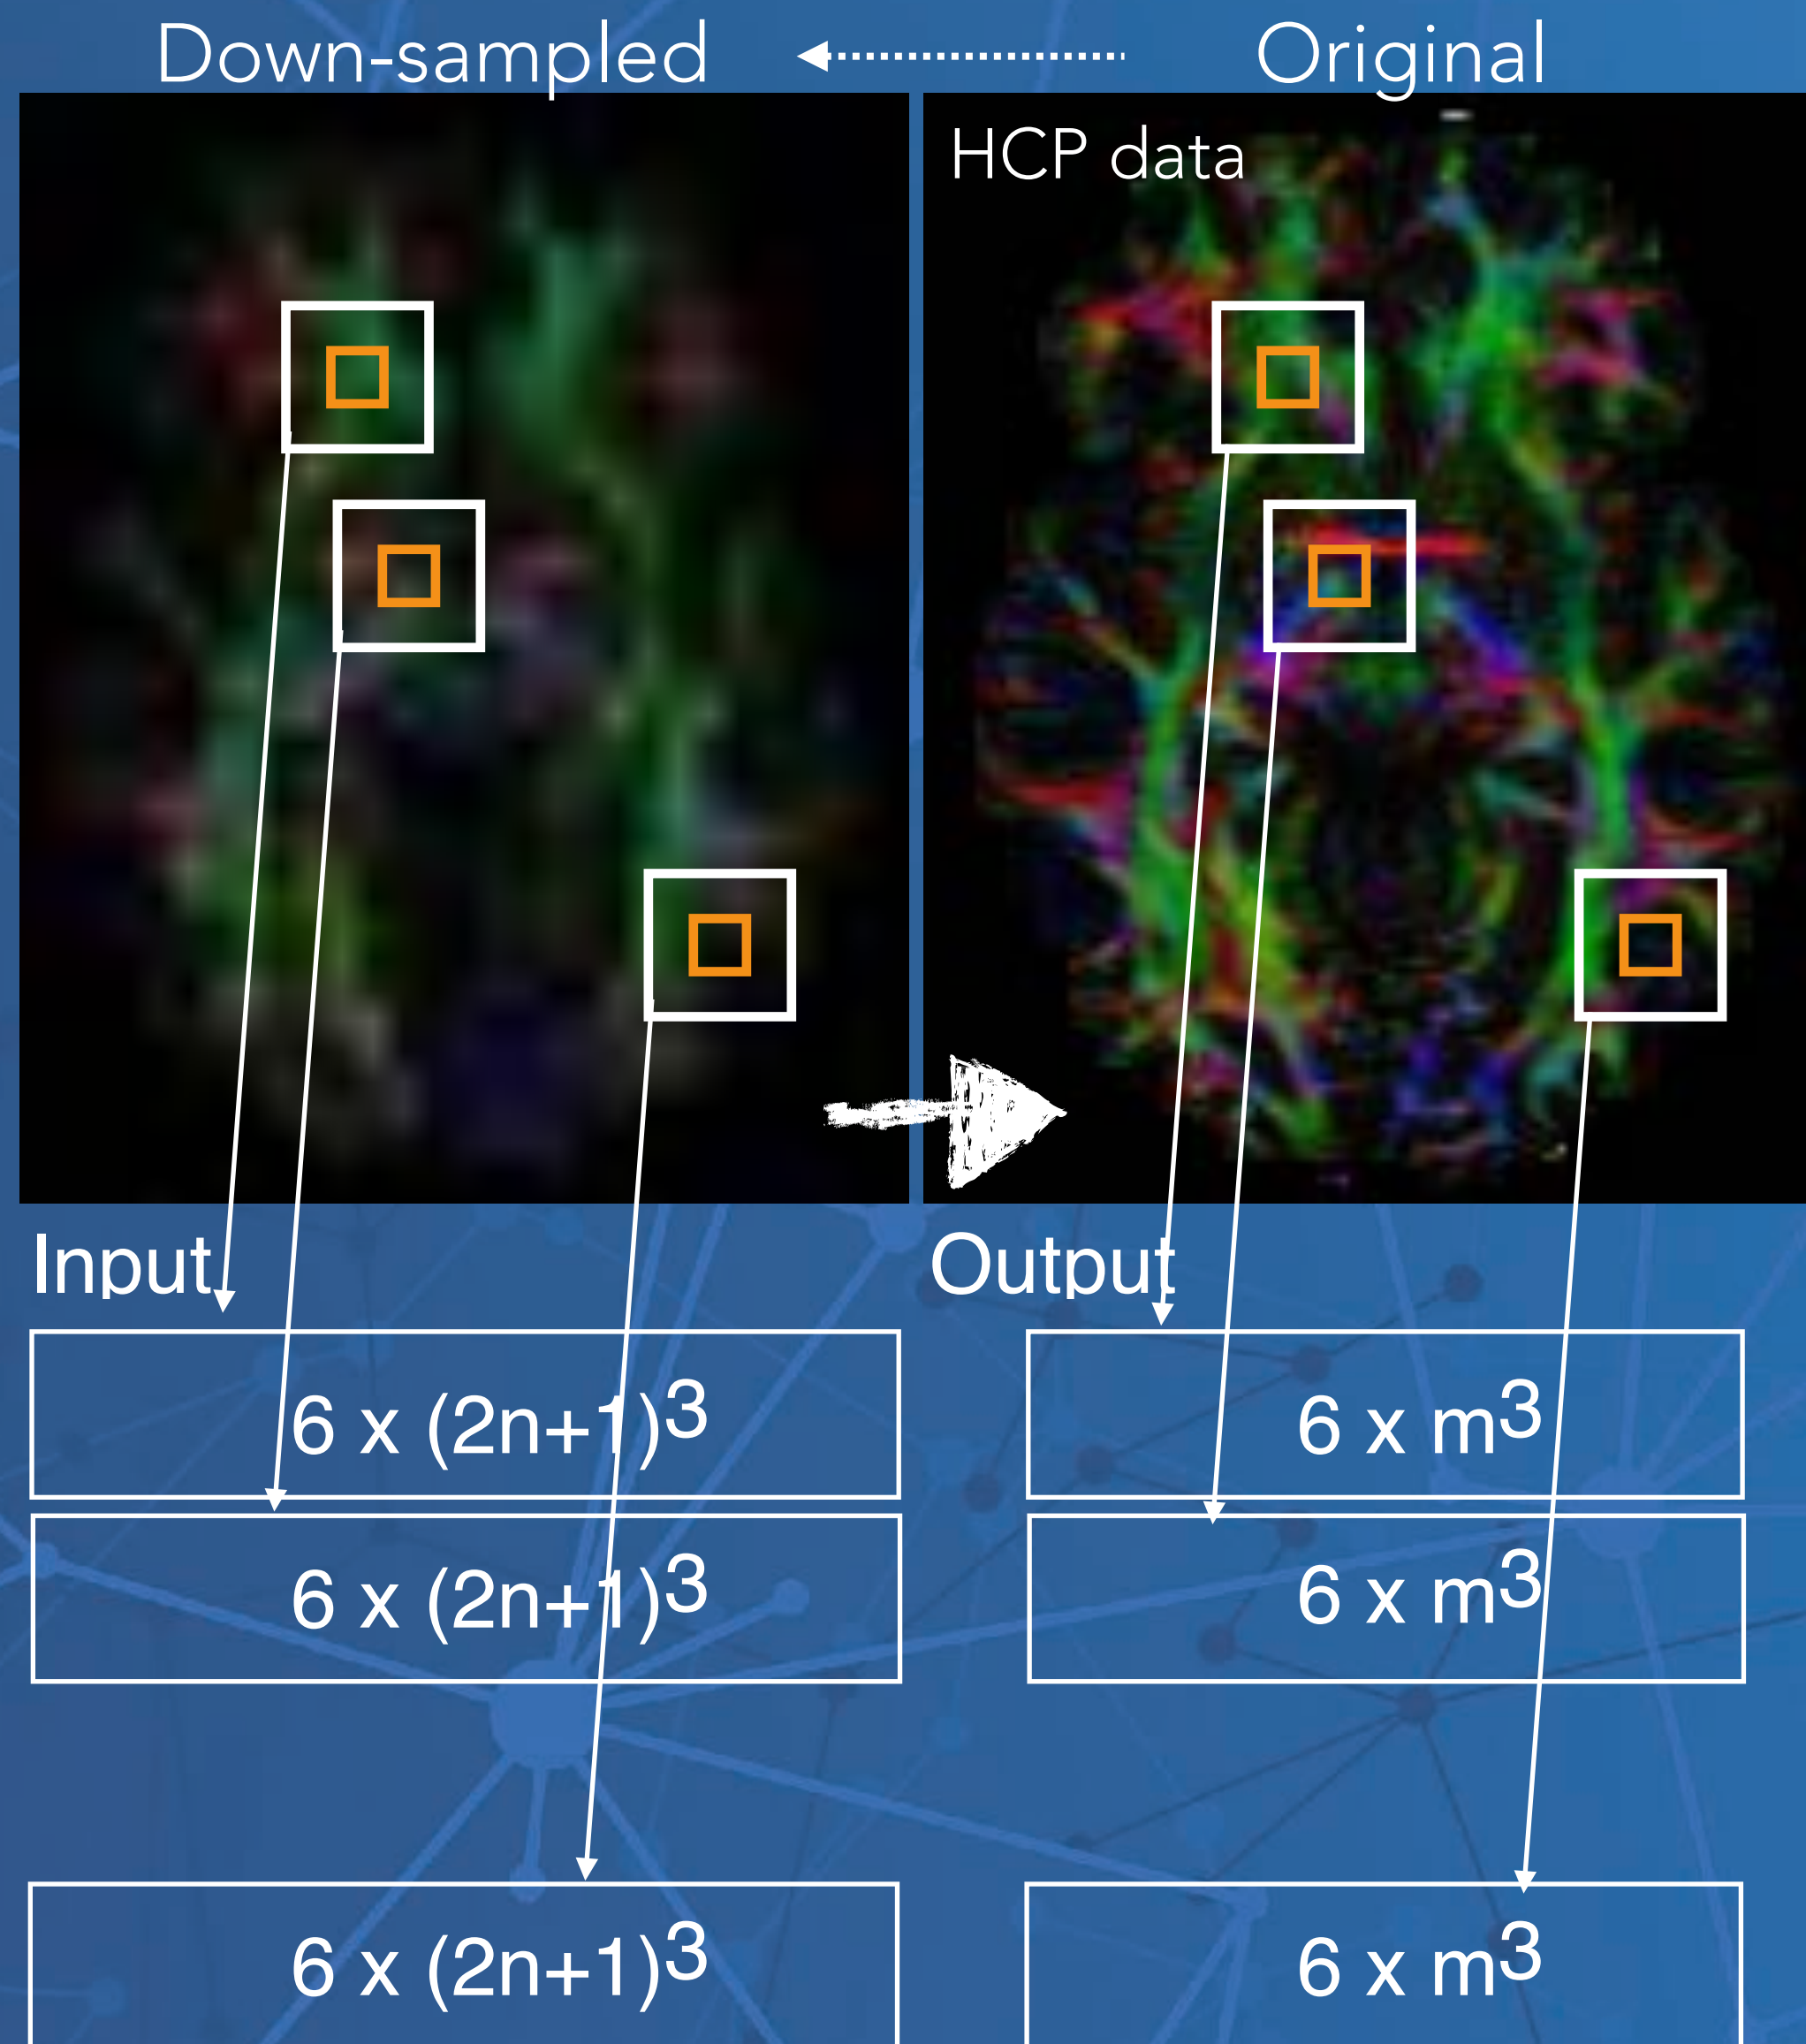 Down-sampled
Original
HCP data
Input
Output
6 x (2n+1)³
6 x m³
6 x (2n+1)³
6 x m³
6 x (2n+1)³
6 x m³